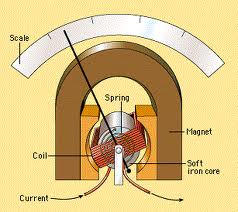 Scale
Spring
Magnet
Coil
Soft
iron core
Current